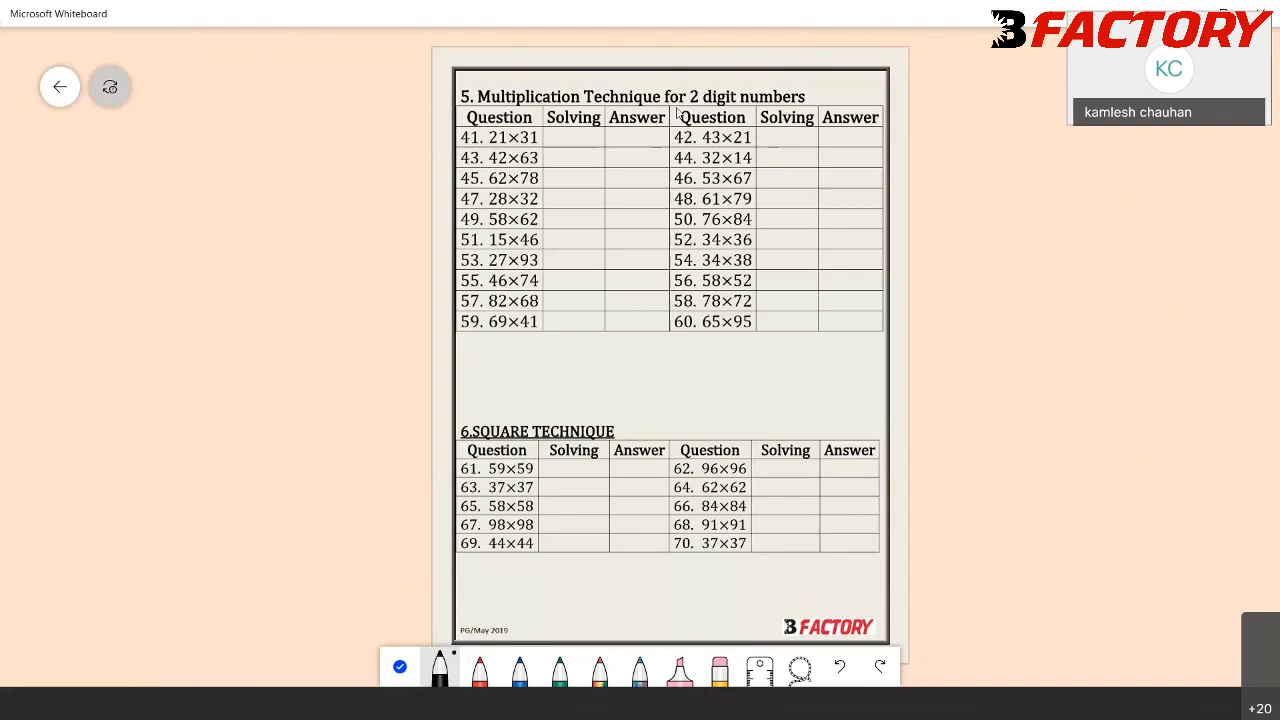 Microsoft Whiteboard
3 FACTORY
KC
kamlesh chauhan
5. Multiplication Technique for 2 digit numbers
Question Solving Answer Question Solving Answer
41. 21×31 42. 43×21
43. 42×63 44. 32×14
45. 62×78 46. 53×67
47. 28×32 48. 61×79
49. 58×62 50. 76×84
51. 15×46 52. 34×36
53. 27×93 54. 34×38
55. 46×74 56. 58×52
57. 82×68 58. 78×72
59. 69×41 60. 65×95
6.SQUARE TECHNIQUE
Question Solving Answer Question Solving Answer
61. 59×59 62. 96×96
63. 37×37 64. 62×62
65. 58×58 66. 84×84
67. 98×98 68. 91×91
69. 44×44 70. 37×37
PG/May 2019
3 FACTORY
+20